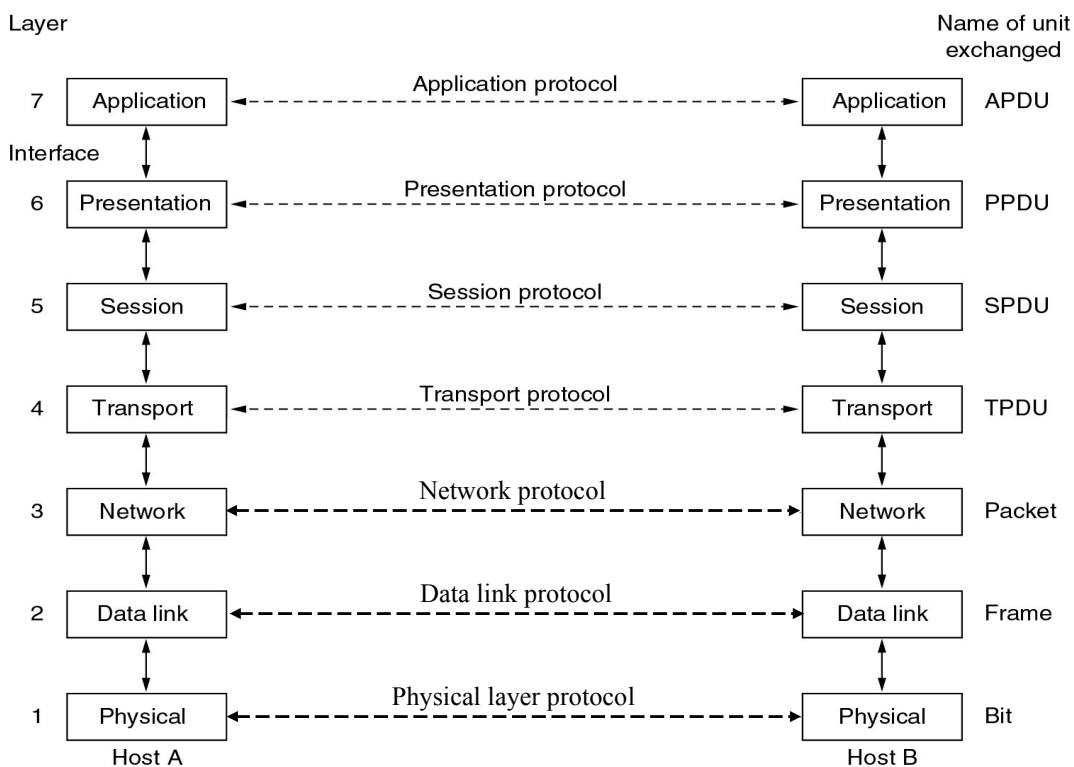 Layer
Name of unit
exchanged
Application protocol
7
Application
Application
APDU
Interface
Presentation protocol
6
Presentation
Presentation
PPDU
Session protocol
5
Session
Session
SPDU
Transport protocol
4
Transport
Transport
TPDU
Network protocol
3
Network
Network
Packet
Data link protocol
2
Data link
Data link
Frame
Physical layer protocol
1
Physical
Physical
Bit
Host A
Host B